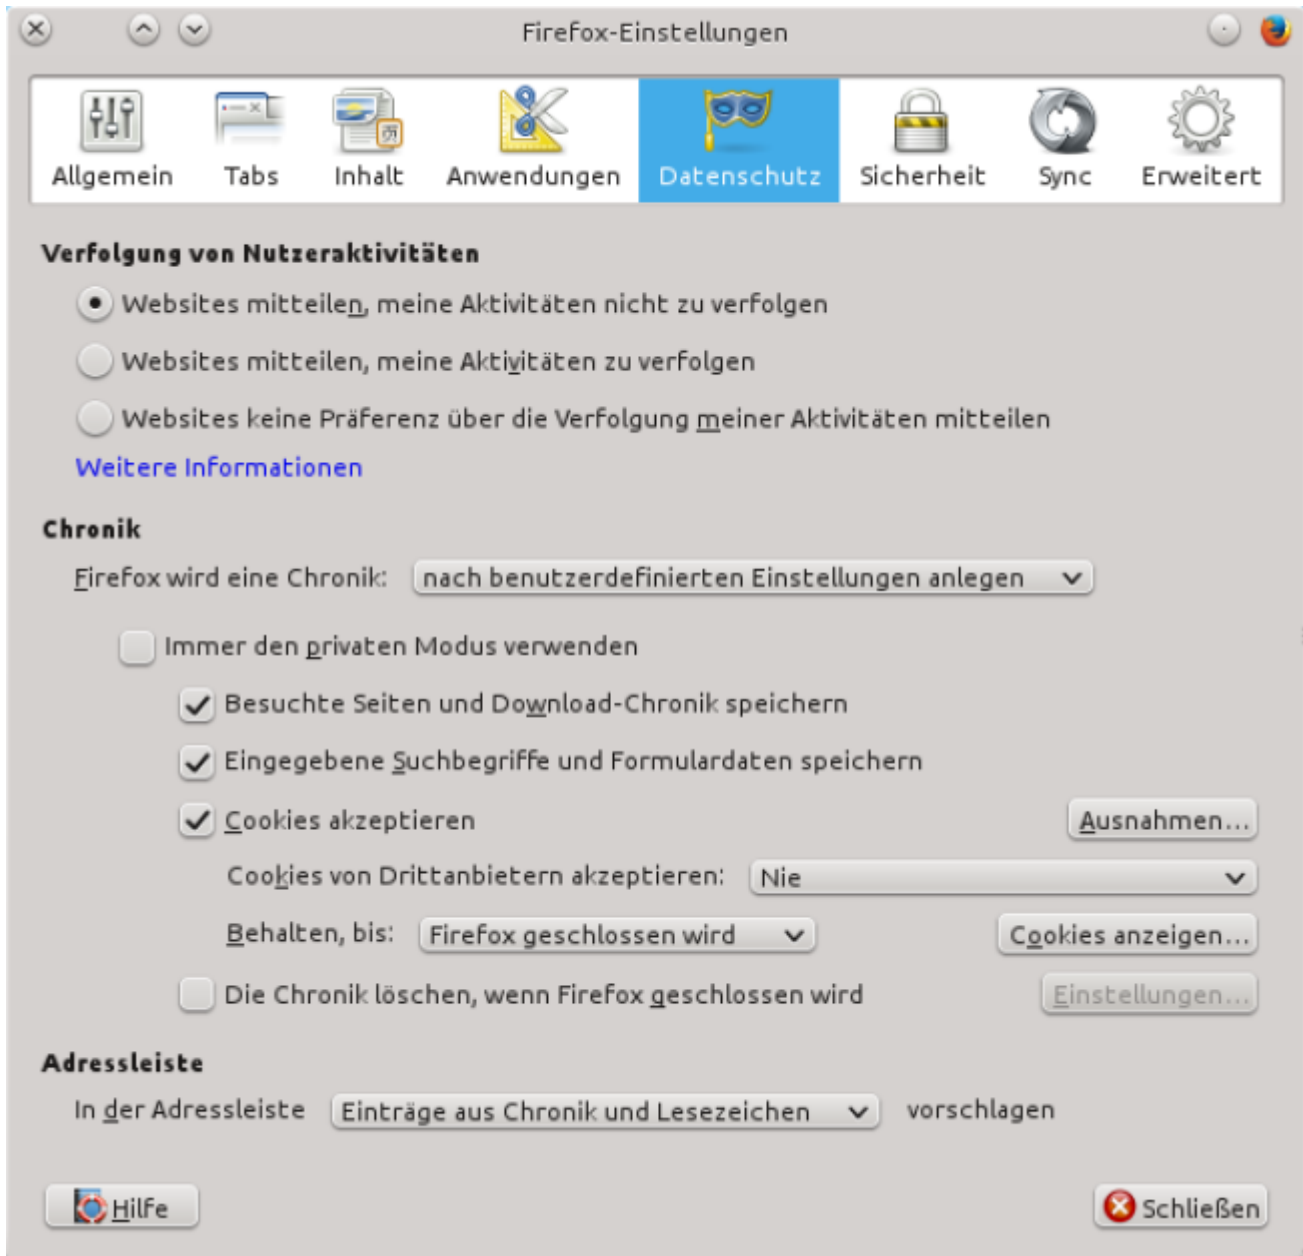 Firefox-Einstellungen
Allgemein Tabs Inhalt Anwendungen Datenschutz Sicherheit Sync Erweitert
Verfolgung von Nutzeraktivitäten
Websites mitteilen, meine Aktivitäten nicht zu verfolgen
Websites mitteilen, meine Aktivitäten zu verfolgen
Websites keine Präferenz über die Verfolgung meiner Aktivitäten mitteilen
Weitere Informationen
Chronik
Firefox wird eine Chronik: nach benutzerdefinierten Einstellungen anlegen
Immer den privaten Modus verwenden
Besuchte Seiten und Download-Chronik speichern
Eingegebene Suchbegriffe und Formulardaten speichern
Cookies akzeptieren Ausnahmen...
Cookies von Drittanbietern akzeptieren: Nie
Behalten, bis: Firefox geschlossen wird Cookies anzeigen...
Die Chronik löschen, wenn Firefox geschlossen wird Einstellungen...
Adressleiste
In der Adressleiste Einträge aus Chronik und Lesezeichen vorschlagen
Hilfe Schließen